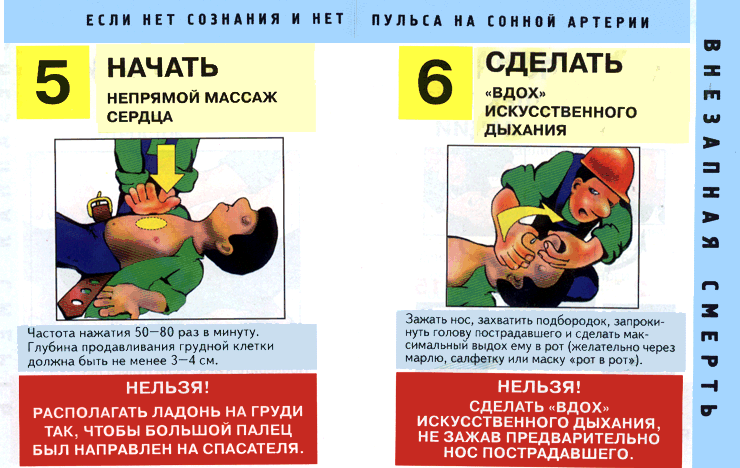 ЕСЛИ НЕТ СОЗНАНИЯ И НЕТ ПУЛЬСА НА СОННОЙ АРТЕРИИ
5
НАЧАТЬ
НЕПРЯМОЙ МАССАЖ
СЕРДЦА
Частота нажатия 50—80 раз в минуту.
Глубина продавливания грудной клетки
должна быть не менее 3—4 см.
НЕЛЬЗЯ!
РАСПОЛАГАТЬ ЛАДОНЬ НА ГРУДИ
ТАК, ЧТОБЫ БОЛЬШОЙ ПАЛЕЦ
БЫЛ НАПРАВЛЕН НА СПАСАТЕЛЯ.
6
СДЕЛАТЬ
«ВДОХ»
ИСКУССТВЕННОГО
ДЫХАНИЯ
Зажать нос, захватить подбородок, запроки-
нуть голову пострадавшего и сделать мак-
симальный выдох ему в рот (желательно через
марлю, салфетку или маску «рот в рот»).
НЕЛЬЗЯ!
СДЕЛАТЬ «ВДОХ»
ИСКУССТВЕННОГО ДЫХАНИЯ,
НЕ ЗАЖАВ ПРЕДВАРИТЕЛЬНО
НОС ПОСТРАДАВШЕГО.
ВНЕЗАПНАЯ СМЕРТЬ